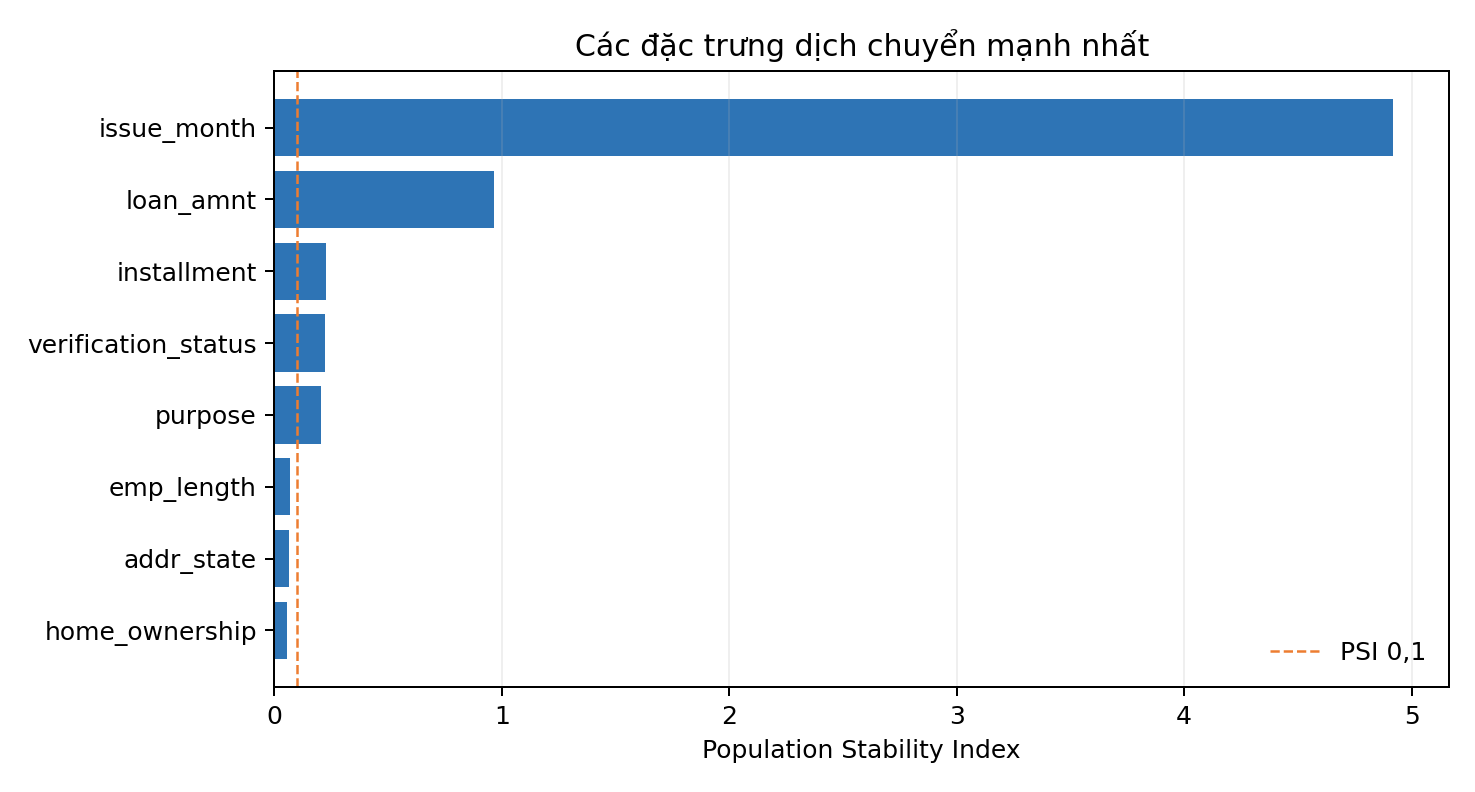 Các đặc trưng dịch chuyển mạnh nhất
issue_month
loan_amnt
installment
verification_status
purpose
emp_length
addr_state
home_ownership
PSI 0,1
0 1 2 3 4 5
Population Stability Index